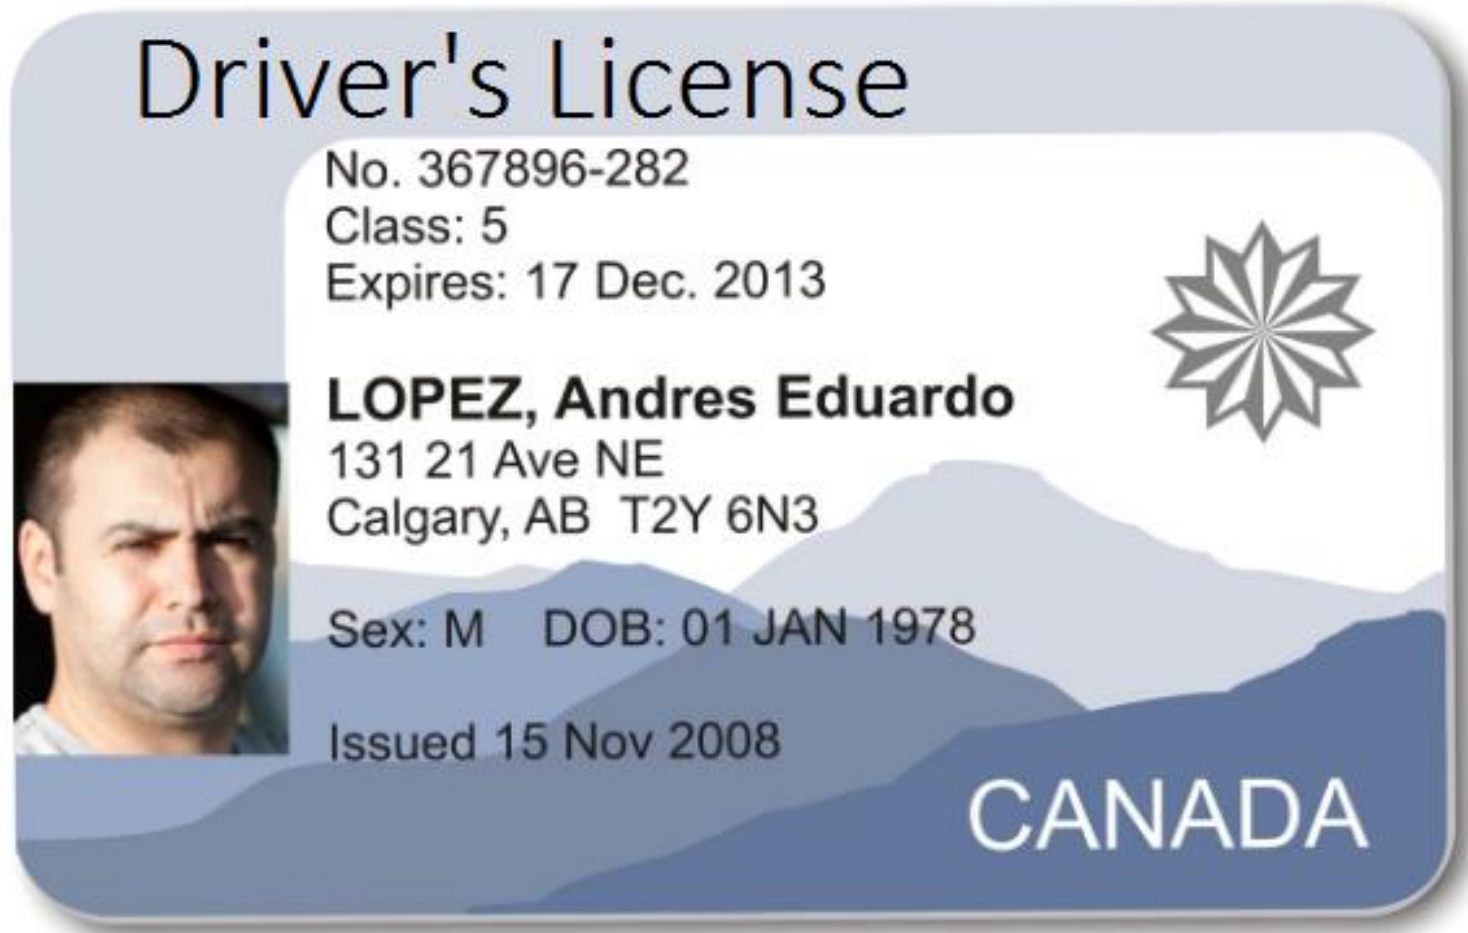 Driver's License
No. 367896-282
Class: 5
Expires: 17 Dec. 2013
LOPEZ, Andres Eduardo
131 21 Ave NE
Calgary, AB T2Y 6N3
Sex: M DOB: 01 JAN 1978
Issued 15 Nov 2008
CANADA